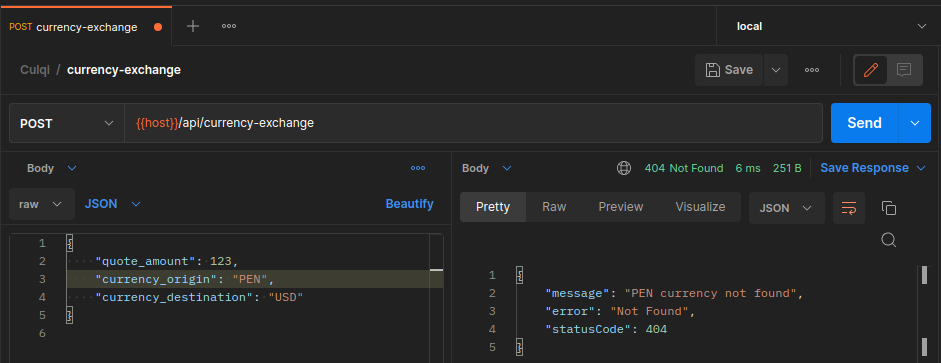 POST currency-exchange
local
Culqi / currency-exchange
Save
POST
{{host}}/api/currency-exchange
Send
Body
raw
JSON
Beautify
1 {
2 "quote_amount": 123,
3 "currency_origin": "PEN",
4 "currency_destination": "USD"
5 }
6
Body
404 Not Found 6 ms 251 B Save Response
Pretty Raw Preview Visualize JSON
1 {
2 "message": "PEN currency not found",
3 "error": "Not Found",
4 "statusCode": 404
5 }